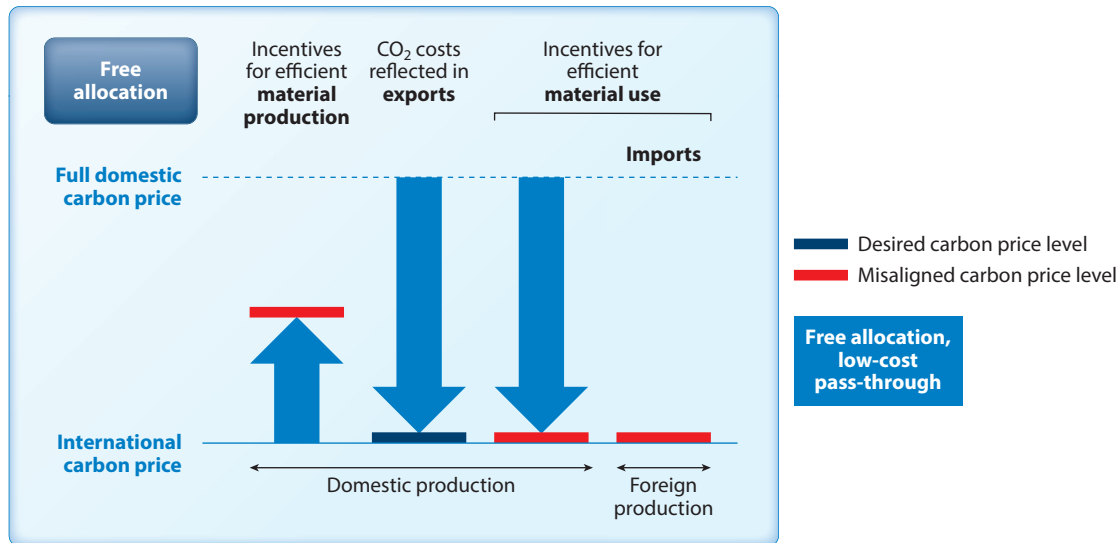 Free
allocation
Incentives
for efficient
material
production
CO₂ costs
reflected in
exports
Incentives for
efficient
material use
Imports
Full domestic
carbon price
International
carbon price
Domestic production
Foreign
production
Desired carbon price level
Misaligned carbon price level
Free allocation,
low-cost
pass-through